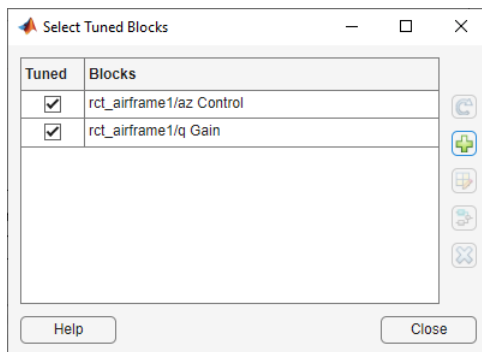 Select Tuned Blocks
Tuned Blocks
rct_airframe1/az Control
rct_airframe1/q Gain
Help Close